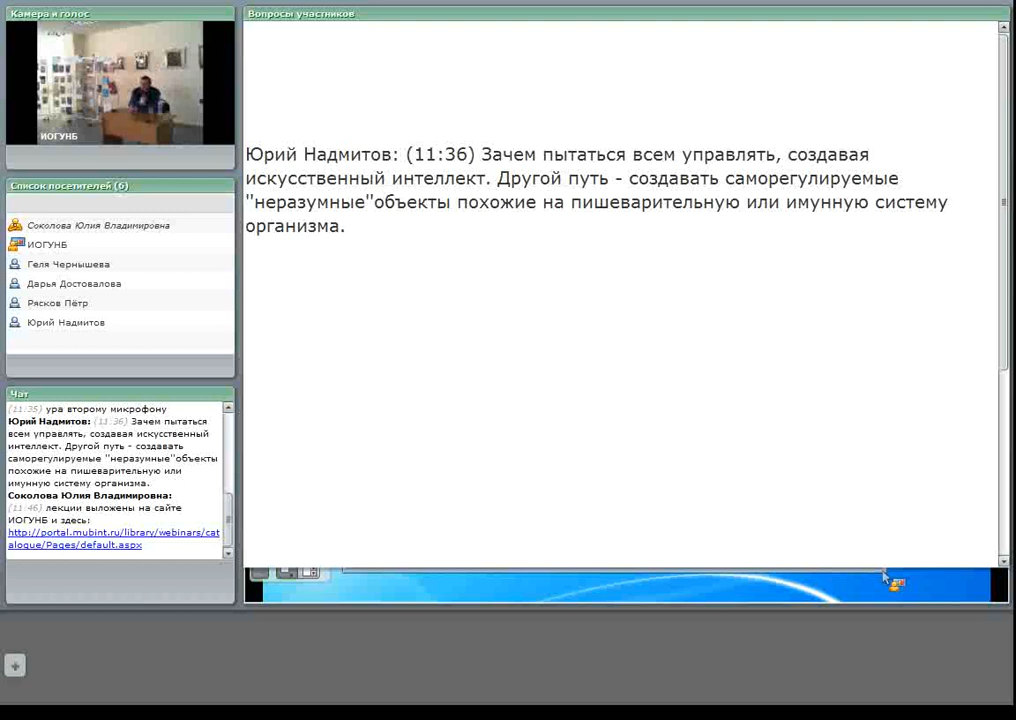 Камера и голос
ИОГУНБ
Список посетителей (6)
Соколова Юлия Владимировна
ИОГУНБ
Геля Чернышева
Дарья Достовалова
Рясков Пётр
Юрий Надмитов
Чат
(11:35) ура второму микрофону
Юрий Надмитов: (11:36) Зачем пытаться
всем управлять, создавая искусственный
интеллект. Другой путь - создавать
саморегулируемые "неразумные"объекты
похожие на пишеварительную или
имунную систему организма.
Соколова Юлия Владимировна:
(11:46) лекции выложены на сайте
ИОГУНБ и здесь:
http://portal.mubint.ru/library/webinars/cat
alogue/Pages/default.aspx
Вопросы участников
Юрий Надмитов: (11:36) Зачем пытаться всем управлять, создавая
искусственный интеллект. Другой путь - создавать саморегулируемые
"неразумные"объекты похожие на пишеварительную или имунную систему
организма.